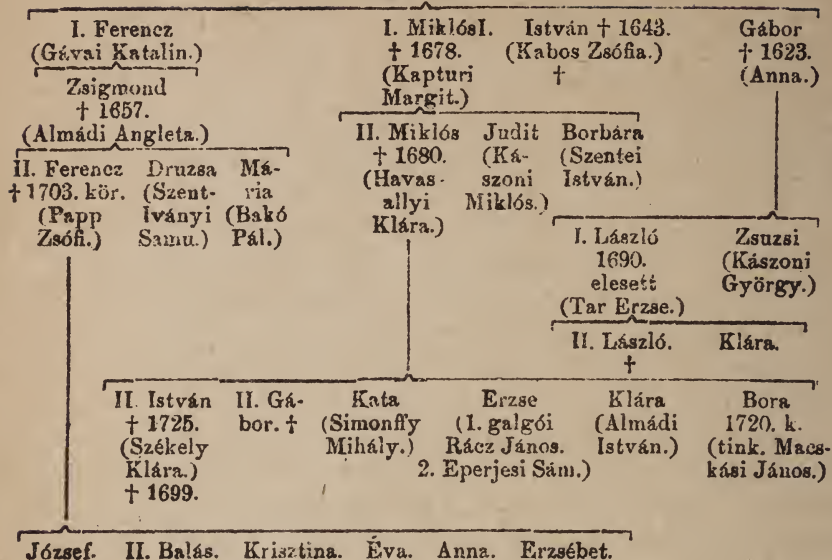 I. Ferencz I. MiklósI. István † 1643. Gábor
(Gávai Katalin.) † 1678. (Kabos Zsófia.) † 1623.
(Kapturi † (Anna.)
Zsigmond Margit.)
† 1657.
(Almádi Angleta.) II. Miklós Judit Borbára
† 1680. (Ká- (Szentei
II. Ferencz Druzsa Má- (Havas- szoni István.)
† 1703. kör. (Szent- ria allyi Miklós.)
(Papp Iványi (Bakó Klára.)
Zsófi.) Samu.) Pál.) I. László Zsuzsi
1690. (Kászoni
elesett György.)
(Tar Erzse.)
II. László. Klára.
†
II. István II. Gá- Kata Erzse Klára Bora
† 1725. bor. † (Simonffy (1. galgói (Almádi 1720. k.
(Székely Mihály.) Rácz János. István.) (tink. Macs-
Klára.) 2. Eperjesi Sám.) kási János.)
† 1699.
József. II. Balás. Krisztina. Éva. Anna. Erzsébet.